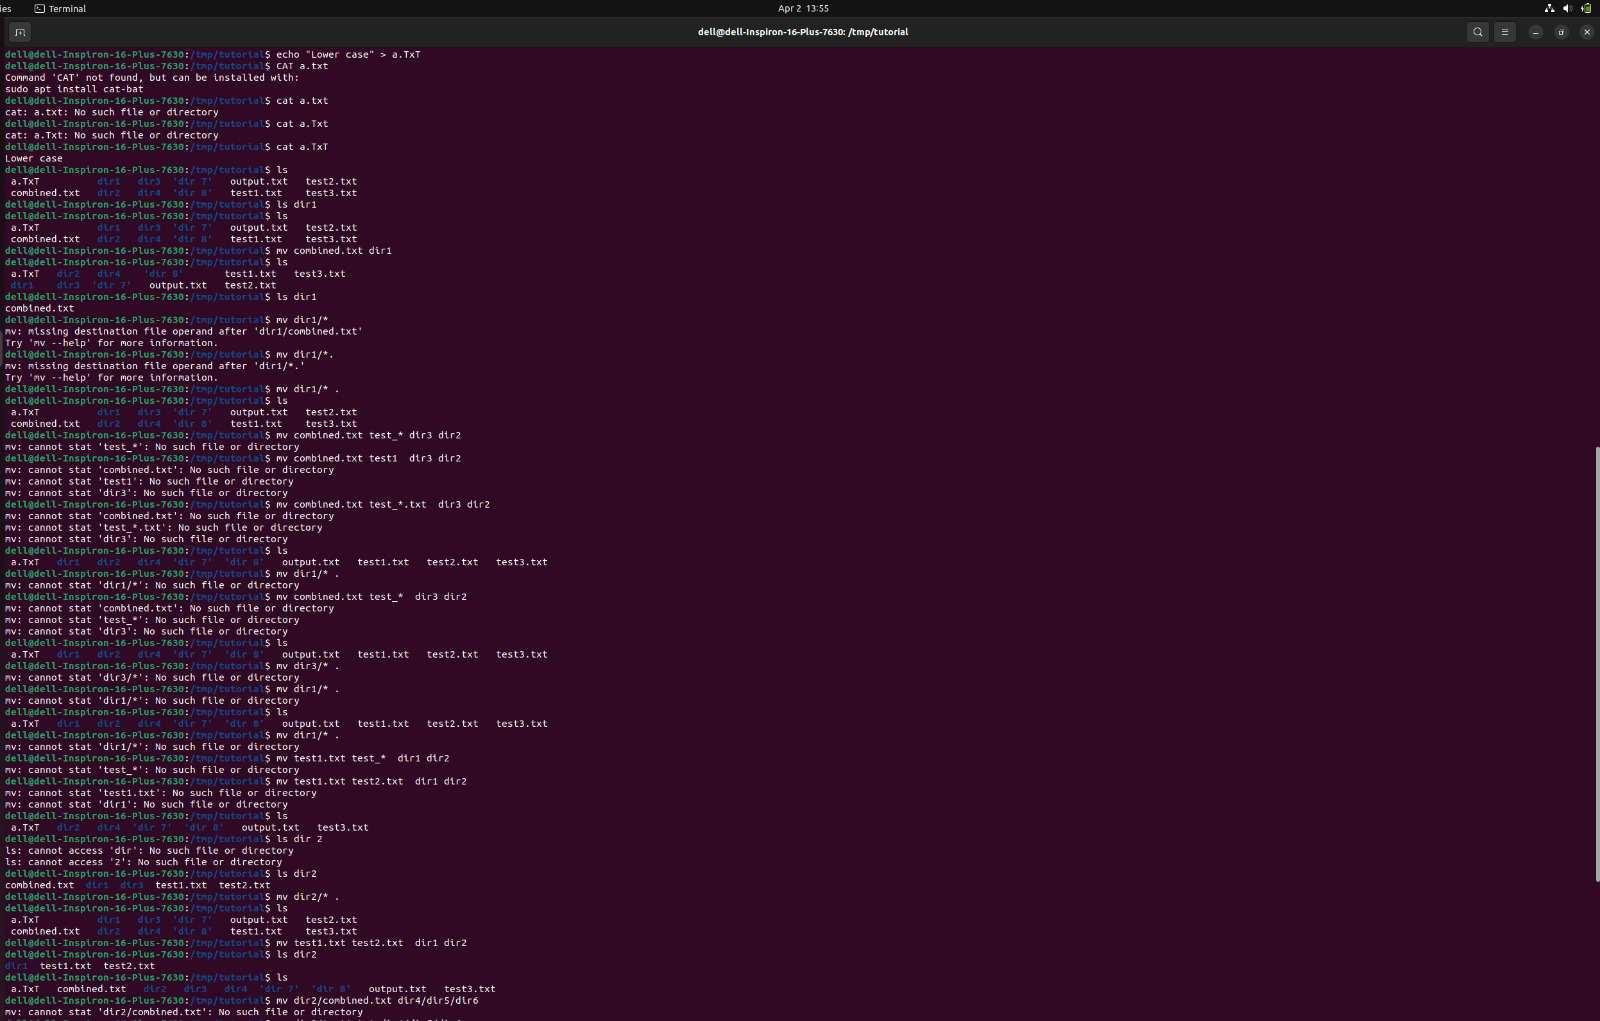 ies Terminal Apr 2 13:55
dell@dell-Inspiron-16-Plus-7630: /tmp/tutorial
dell@dell-Inspiron-16-Plus-7630:/tmp/tutorial$ echo "Lower case" > a.TxT
dell@dell-Inspiron-16-Plus-7630:/tmp/tutorial$ CAT a.txt
Command 'CAT' not found, but can be installed with:
sudo apt install cat-bat
dell@dell-Inspiron-16-Plus-7630:/tmp/tutorial$ cat a.txt
cat: a.txt: No such file or directory
dell@dell-Inspiron-16-Plus-7630:/tmp/tutorial$ cat a.Txt
cat: a.Txt: No such file or directory
dell@dell-Inspiron-16-Plus-7630:/tmp/tutorial$ cat a.TxT
Lower case
dell@dell-Inspiron-16-Plus-7630:/tmp/tutorial$ ls
a.TxT dir1 dir3 'dir 7' output.txt test2.txt
combined.txt dir2 dir4 'dir 8' test1.txt test3.txt
dell@dell-Inspiron-16-Plus-7630:/tmp/tutorial$ ls dir1
dell@dell-Inspiron-16-Plus-7630:/tmp/tutorial$ ls
a.TxT dir1 dir3 'dir 7' output.txt test2.txt
combined.txt dir2 dir4 'dir 8' test1.txt test3.txt
dell@dell-Inspiron-16-Plus-7630:/tmp/tutorial$ mv combined.txt dir1
dell@dell-Inspiron-16-Plus-7630:/tmp/tutorial$ ls
a.TxT dir2 dir4 'dir 8' test1.txt test3.txt
dir1 dir3 'dir 7' output.txt test2.txt
dell@dell-Inspiron-16-Plus-7630:/tmp/tutorial$ ls dir1
combined.txt
dell@dell-Inspiron-16-Plus-7630:/tmp/tutorial$ mv dir1/*
mv: missing destination file operand after 'dir1/combined.txt'
Try 'mv --help' for more information.
dell@dell-Inspiron-16-Plus-7630:/tmp/tutorial$ mv dir1/*.
mv: missing destination file operand after 'dir1/*.'
Try 'mv --help' for more information.
dell@dell-Inspiron-16-Plus-7630:/tmp/tutorial$ mv dir1/* .
dell@dell-Inspiron-16-Plus-7630:/tmp/tutorial$ ls
a.TxT dir1 dir3 'dir 7' output.txt test2.txt
combined.txt dir2 dir4 'dir 8' test1.txt test3.txt
dell@dell-Inspiron-16-Plus-7630:/tmp/tutorial$ mv combined.txt test_* dir3 dir2
mv: cannot stat 'test_*': No such file or directory
dell@dell-Inspiron-16-Plus-7630:/tmp/tutorial$ mv combined.txt test1 dir3 dir2
mv: cannot stat 'combined.txt': No such file or directory
mv: cannot stat 'test1': No such file or directory
mv: cannot stat 'dir3': No such file or directory
dell@dell-Inspiron-16-Plus-7630:/tmp/tutorial$ mv combined.txt test_*.txt dir3 dir2
mv: cannot stat 'combined.txt': No such file or directory
mv: cannot stat 'test_*.txt': No such file or directory
mv: cannot stat 'dir3': No such file or directory
dell@dell-Inspiron-16-Plus-7630:/tmp/tutorial$ ls
a.TxT dir1 dir2 dir4 'dir 7' 'dir 8' output.txt test1.txt test2.txt test3.txt
dell@dell-Inspiron-16-Plus-7630:/tmp/tutorial$ mv dir1/* .
mv: cannot stat 'dir1/*': No such file or directory
dell@dell-Inspiron-16-Plus-7630:/tmp/tutorial$ mv combined.txt test_* dir3 dir2
mv: cannot stat 'combined.txt': No such file or directory
mv: cannot stat 'test_*': No such file or directory
mv: cannot stat 'dir3': No such file or directory
dell@dell-Inspiron-16-Plus-7630:/tmp/tutorial$ ls
a.TxT dir1 dir2 dir4 'dir 7' 'dir 8' output.txt test1.txt test2.txt test3.txt
dell@dell-Inspiron-16-Plus-7630:/tmp/tutorial$ mv dir3/* .
mv: cannot stat 'dir3/*': No such file or directory
dell@dell-Inspiron-16-Plus-7630:/tmp/tutorial$ mv dir1/* .
mv: cannot stat 'dir1/*': No such file or directory
dell@dell-Inspiron-16-Plus-7630:/tmp/tutorial$ ls
a.TxT dir1 dir2 dir4 'dir 7' 'dir 8' output.txt test1.txt test2.txt test3.txt
dell@dell-Inspiron-16-Plus-7630:/tmp/tutorial$ mv dir1/* .
mv: cannot stat 'dir1/*': No such file or directory
dell@dell-Inspiron-16-Plus-7630:/tmp/tutorial$ mv test1.txt test_* dir1 dir2
mv: cannot stat 'test_*': No such file or directory
dell@dell-Inspiron-16-Plus-7630:/tmp/tutorial$ mv test1.txt test2.txt dir1 dir2
mv: cannot stat 'test1.txt': No such file or directory
mv: cannot stat 'dir1': No such file or directory
dell@dell-Inspiron-16-Plus-7630:/tmp/tutorial$ ls
a.TxT dir2 dir4 'dir 7' 'dir 8' output.txt test3.txt
dell@dell-Inspiron-16-Plus-7630:/tmp/tutorial$ ls dir 2
ls: cannot access 'dir': No such file or directory
ls: cannot access '2': No such file or directory
dell@dell-Inspiron-16-Plus-7630:/tmp/tutorial$ ls dir2
combined.txt dir1 dir3 test1.txt test2.txt
dell@dell-Inspiron-16-Plus-7630:/tmp/tutorial$ mv dir2/* .
dell@dell-Inspiron-16-Plus-7630:/tmp/tutorial$ ls
a.TxT dir1 dir3 'dir 7' output.txt test2.txt
combined.txt dir2 dir4 'dir 8' test1.txt test3.txt
dell@dell-Inspiron-16-Plus-7630:/tmp/tutorial$ mv test1.txt test2.txt dir1 dir2
dell@dell-Inspiron-16-Plus-7630:/tmp/tutorial$ ls dir2
dir1 test1.txt test2.txt
dell@dell-Inspiron-16-Plus-7630:/tmp/tutorial$ ls
a.TxT combined.txt dir2 dir3 dir4 'dir 7' 'dir 8' output.txt test3.txt
dell@dell-Inspiron-16-Plus-7630:/tmp/tutorial$ mv dir2/combined.txt dir4/dir5/dir6
mv: cannot stat 'dir2/combined.txt': No such file or directory